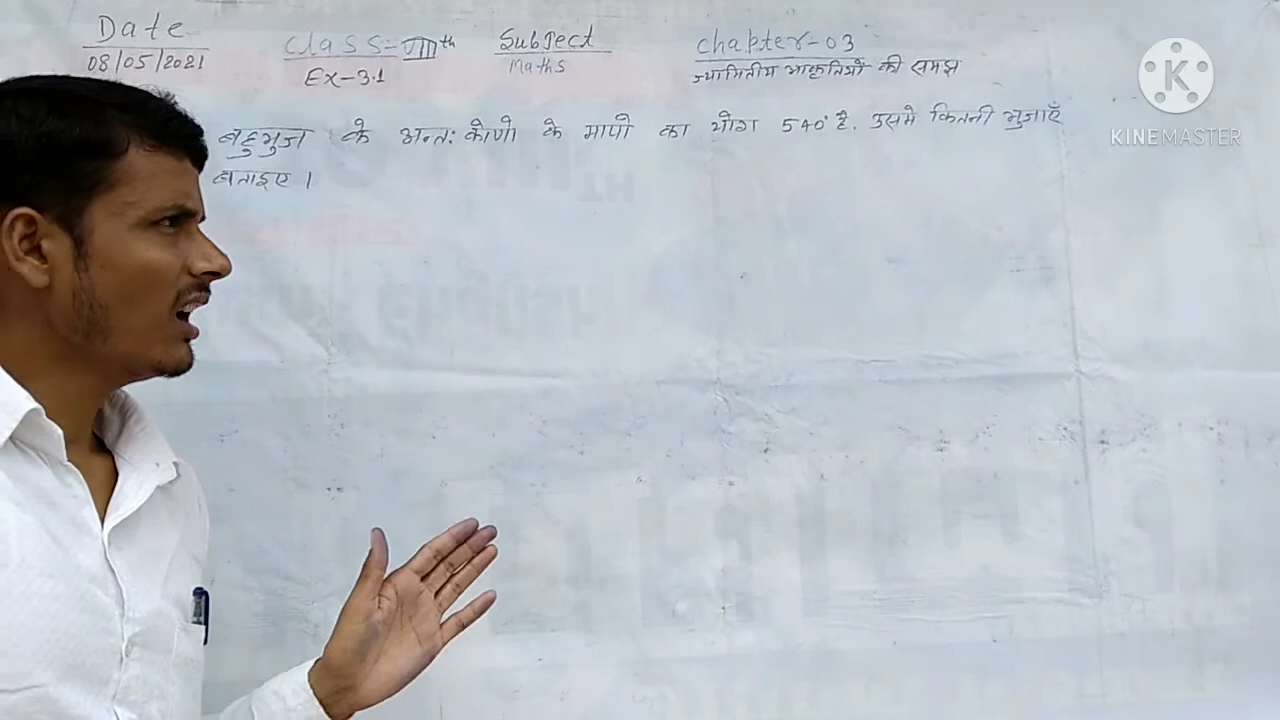 Date
08/05/2021
Class - VIIIth
Ex-3.1
Subject
Maths
Chapter-03
ज्यामितीय आकृतियों की समझ
बहुभुज के अन्तः कोणो के मापो का योग 540° है. उसमे कितनी भुजाएँ
बताइए।
KINEMASTER